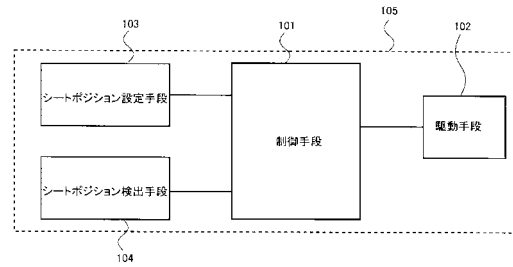 105
103
101
102
シートポジション設定手段
制御手段
駆動手段
シートポジション検出手段
104